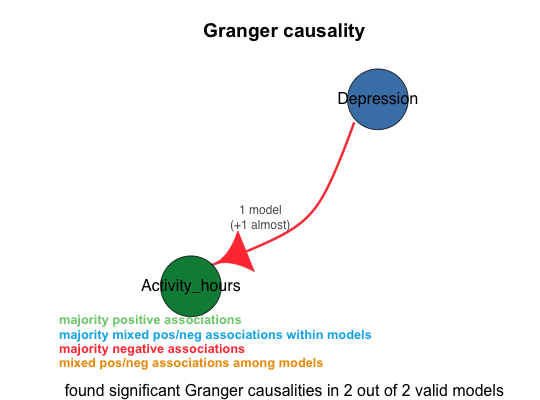 Granger causality
Depression
1 model
(+1 almost)
Activity_hours
majority positive associations
majority mixed pos/neg associations within models
majority negative associations
mixed pos/neg associations among models
found significant Granger causalities in 2 out of 2 valid models